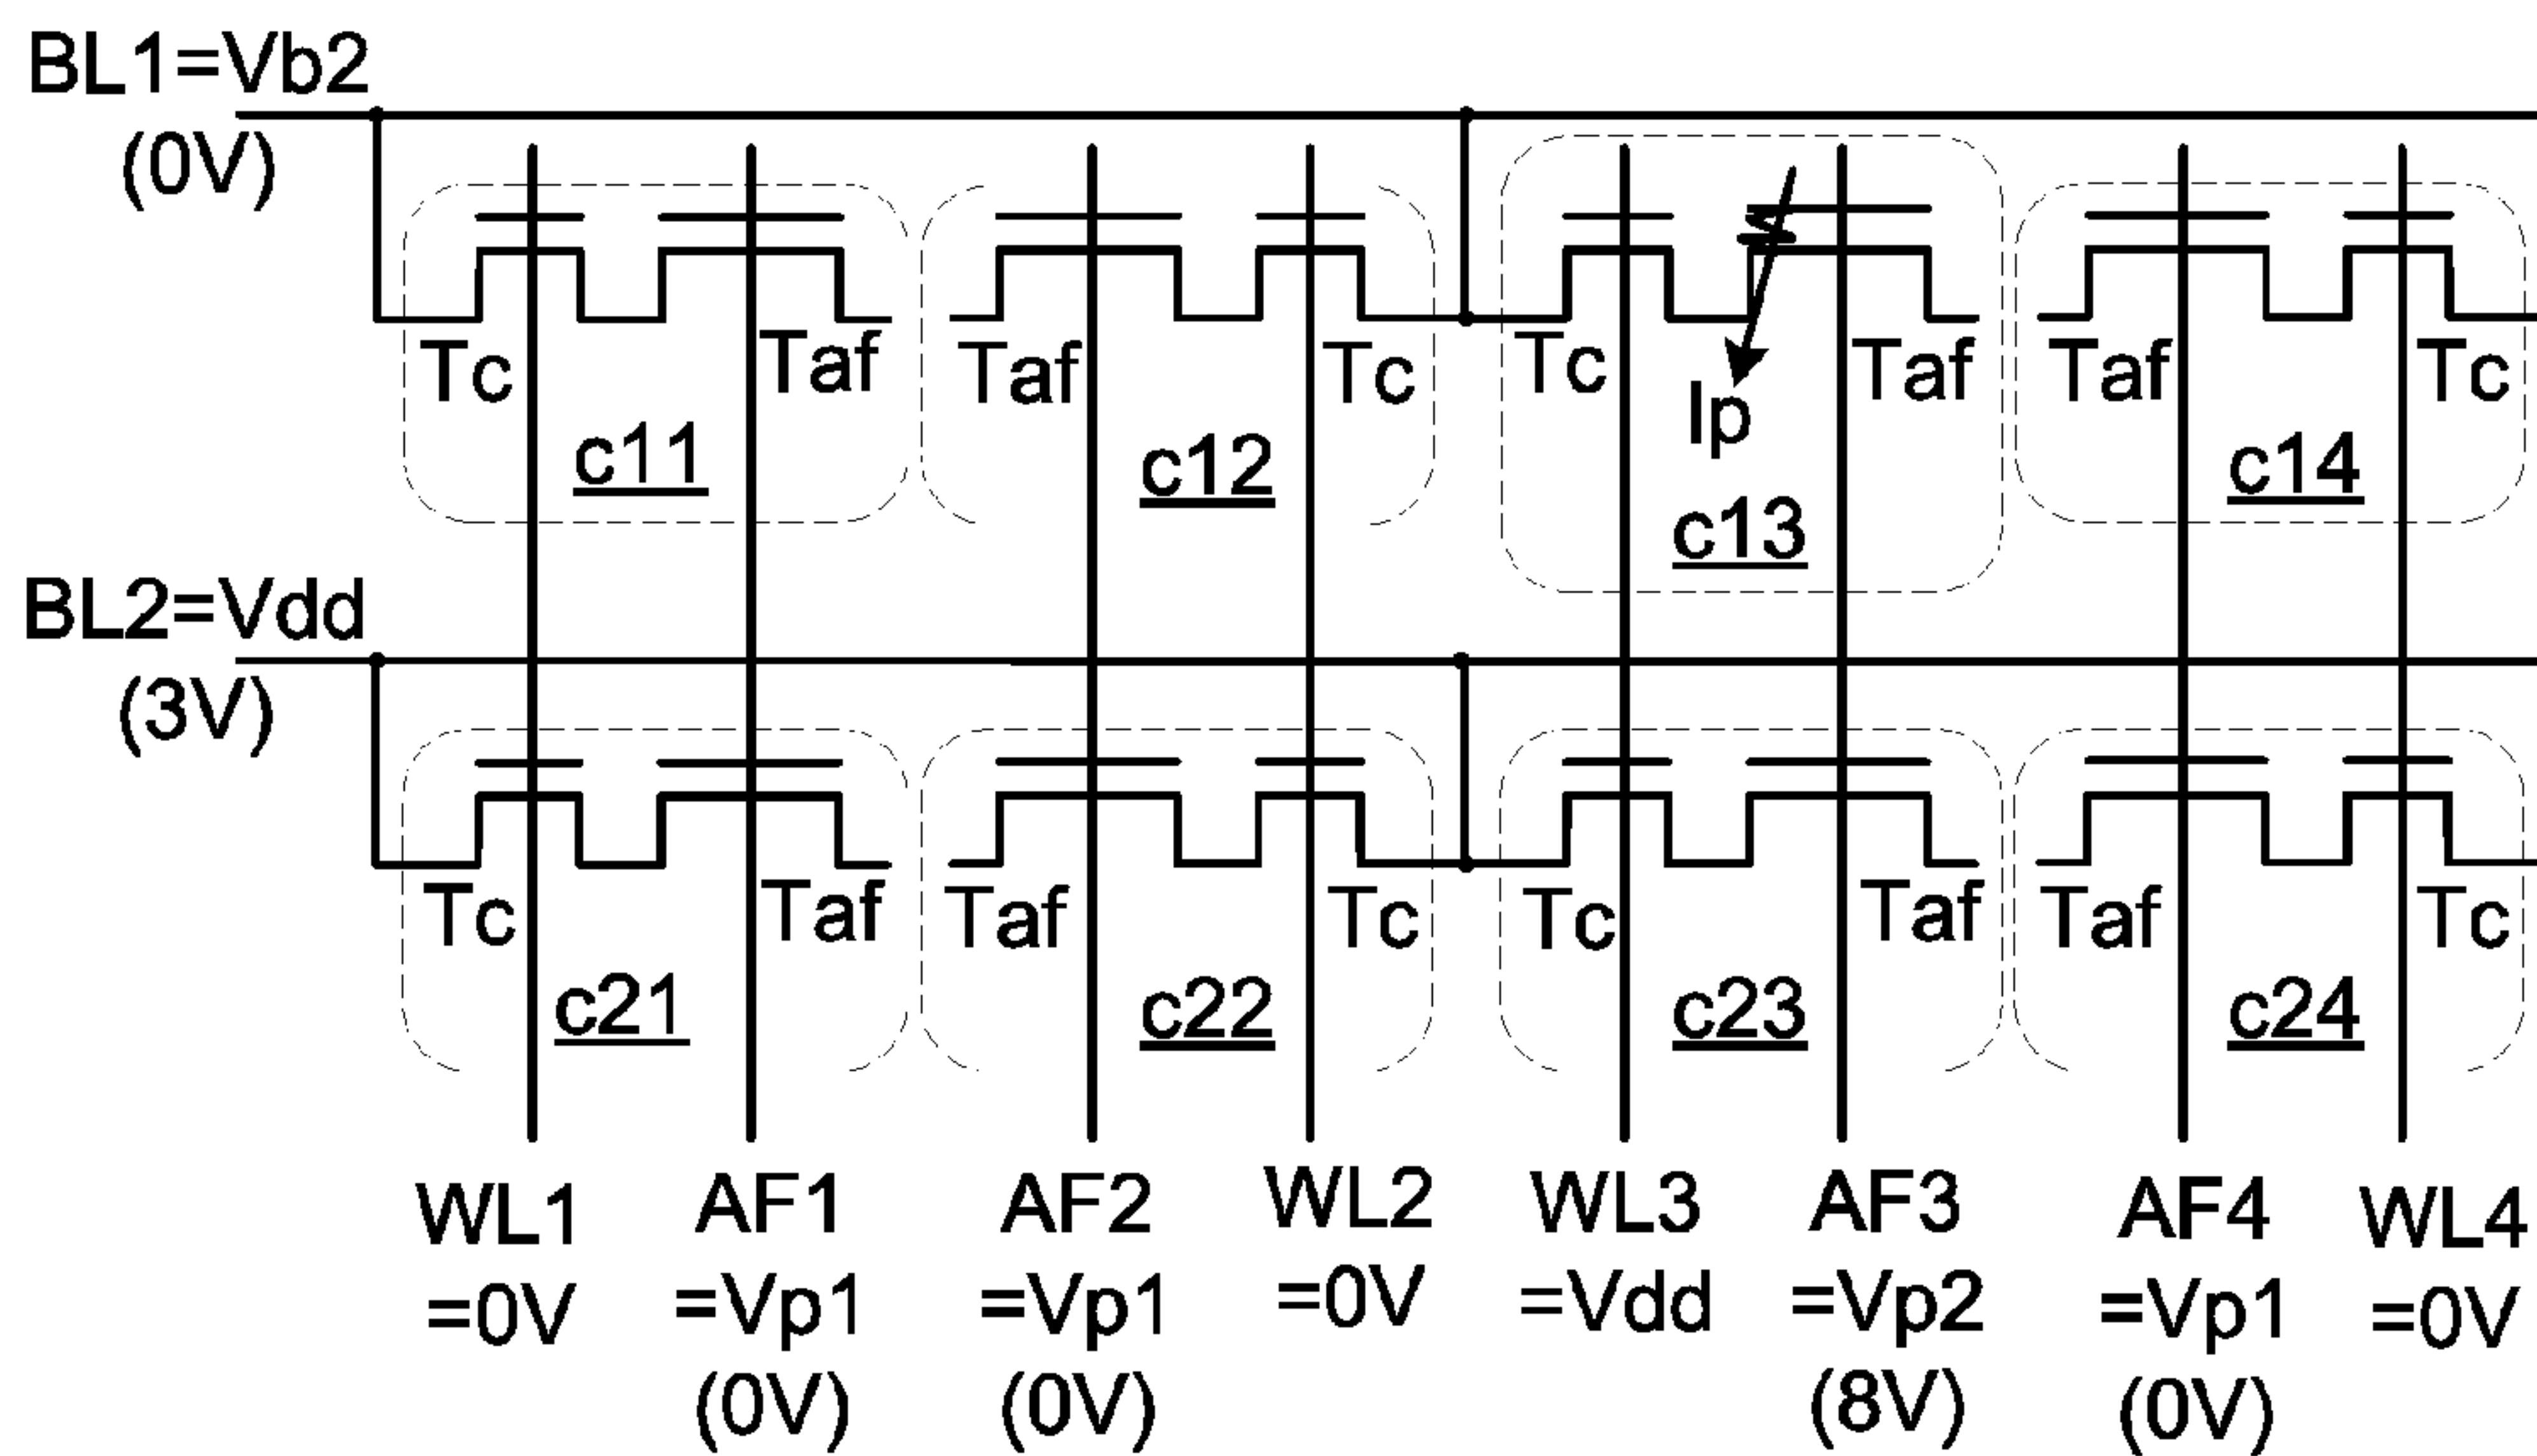 BL1=Vb2
(0V)
Tc Taf Taf Tc Tc Taf Taf Tc
Ip
c11 c12 c13 c14
BL2=Vdd
(3V)
Tc Taf Taf Tc Tc Taf Taf Tc
c21 c22 c23 c24
WL1 AF1 AF2 WL2 WL3 AF3 AF4 WL4
=0V =Vp1 =Vp1 =0V =Vdd =Vp2 =Vp1 =0V
(0V) (0V) (8V) (0V)